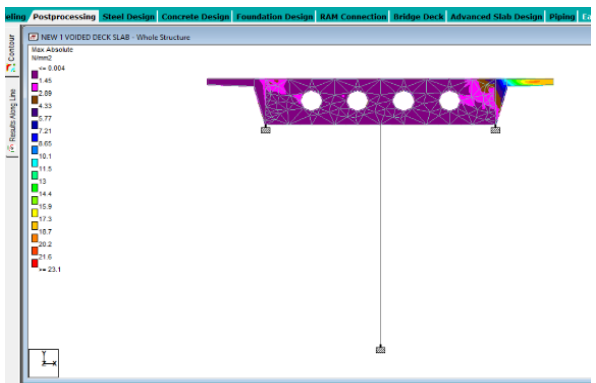 eling Postprocessing Steel Design Concrete Design Foundation Design RAM Connection Bridge Deck Advanced Slab Design Piping Ea
NEW 1 VOIDED DECK SLAB - Whole Structure
Contour
Results Along Line
Max Absolute
N/mm2
<= 0.004
1.45
2.89
4.33
5.77
7.21
8.65
10.1
11.5
13
14.4
15.9
17.3
18.7
20.2
21.6
>= 23.1
Y
X